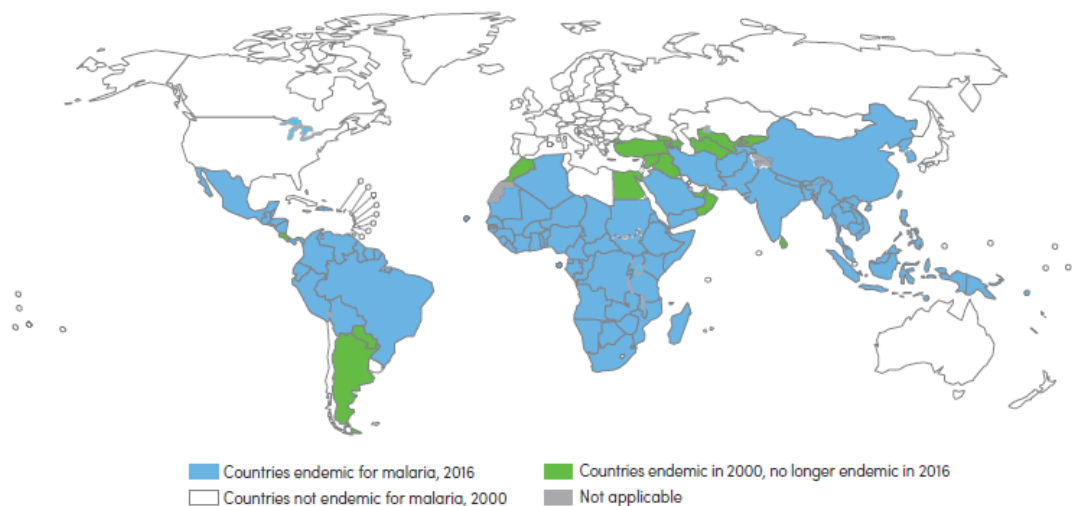 Countries endemic for malaria, 2016
Countries endemic in 2000, no longer endemic in 2016
Countries not endemic for malaria, 2000
Not applicable